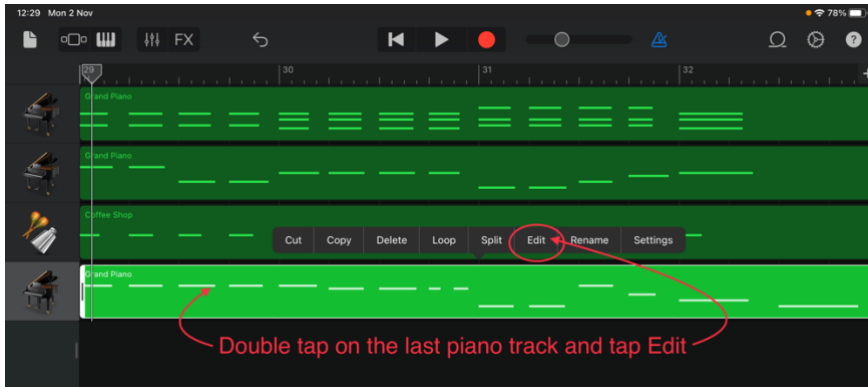 12:29 Mon 2 Nov
78%
FX
?
29 30 31 32
+
Grand Piano
Grand Piano
Coffee Shop
Cut Copy Delete Loop Split Edit Rename Settings
Grand Piano
Double tap on the last piano track and tap Edit